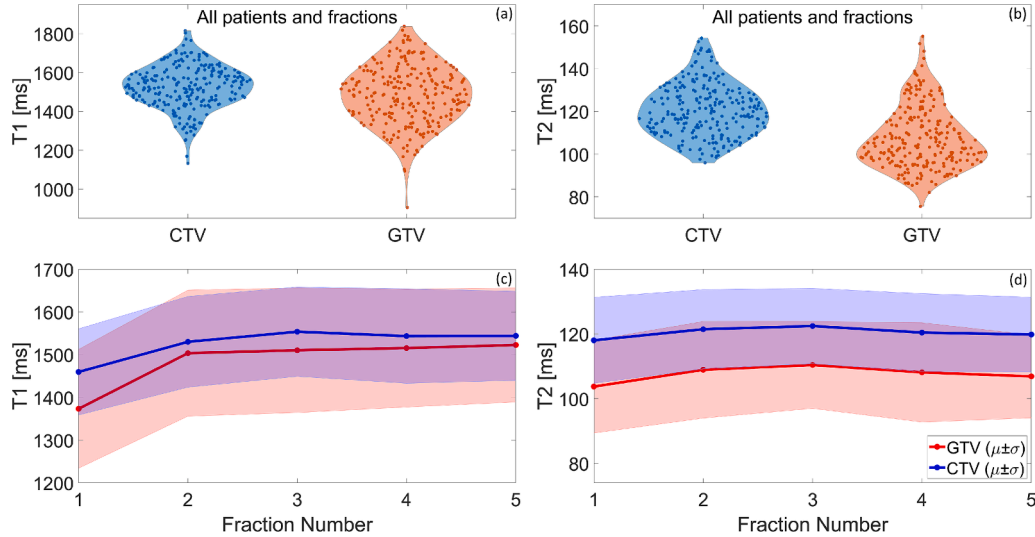 All patients and fractions (a)
T1 [ms]
1800
1600
1400
1200
1000
CTV GTV
All patients and fractions (b)
T2 [ms]
160
140
120
100
80
60
CTV GTV
(c)
T1 [ms]
1700
1600
1500
1400
1300
1200
1 2 3 4 5
Fraction Number
(d)
T2 [ms]
140
120
100
80
GTV (μ±σ)
CTV (μ±σ)
1 2 3 4 5
Fraction Number